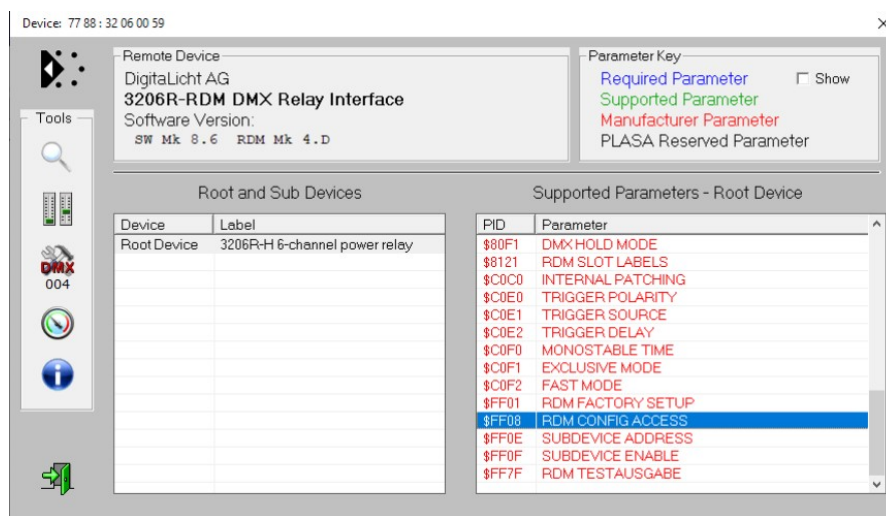 Device: 77 88 : 32 06 00 59
Remote Device
DigitaLicht AG
3206R-RDM DMX Relay Interface
Software Version:
SW Mk 8.6 RDM Mk 4.D
Parameter Key
Required Parameter
Show
Supported Parameter
Manufacturer Parameter
PLASA Reserved Parameter
Tools
DMX
004
Root and Sub Devices
Device Label
Root Device 3206R-H 6-channel power relay
Supported Parameters - Root Device
PID Parameter
$80F1 DMX HOLD MODE
$8121 RDM SLOT LABELS
$C0C0 INTERNAL PATCHING
$C0E0 TRIGGER POLARITY
$C0E1 TRIGGER SOURCE
$C0E2 TRIGGER DELAY
$C0F0 MONOSTABLE TIME
$C0F1 EXCLUSIVE MODE
$C0F2 FAST MODE
$FF01 RDM FACTORY SETUP
$FF08 RDM CONFIG ACCESS
$FF0E SUBDEVICE ADDRESS
$FF0F SUBDEVICE ENABLE
$FF7F RDM TESTAUSGABE